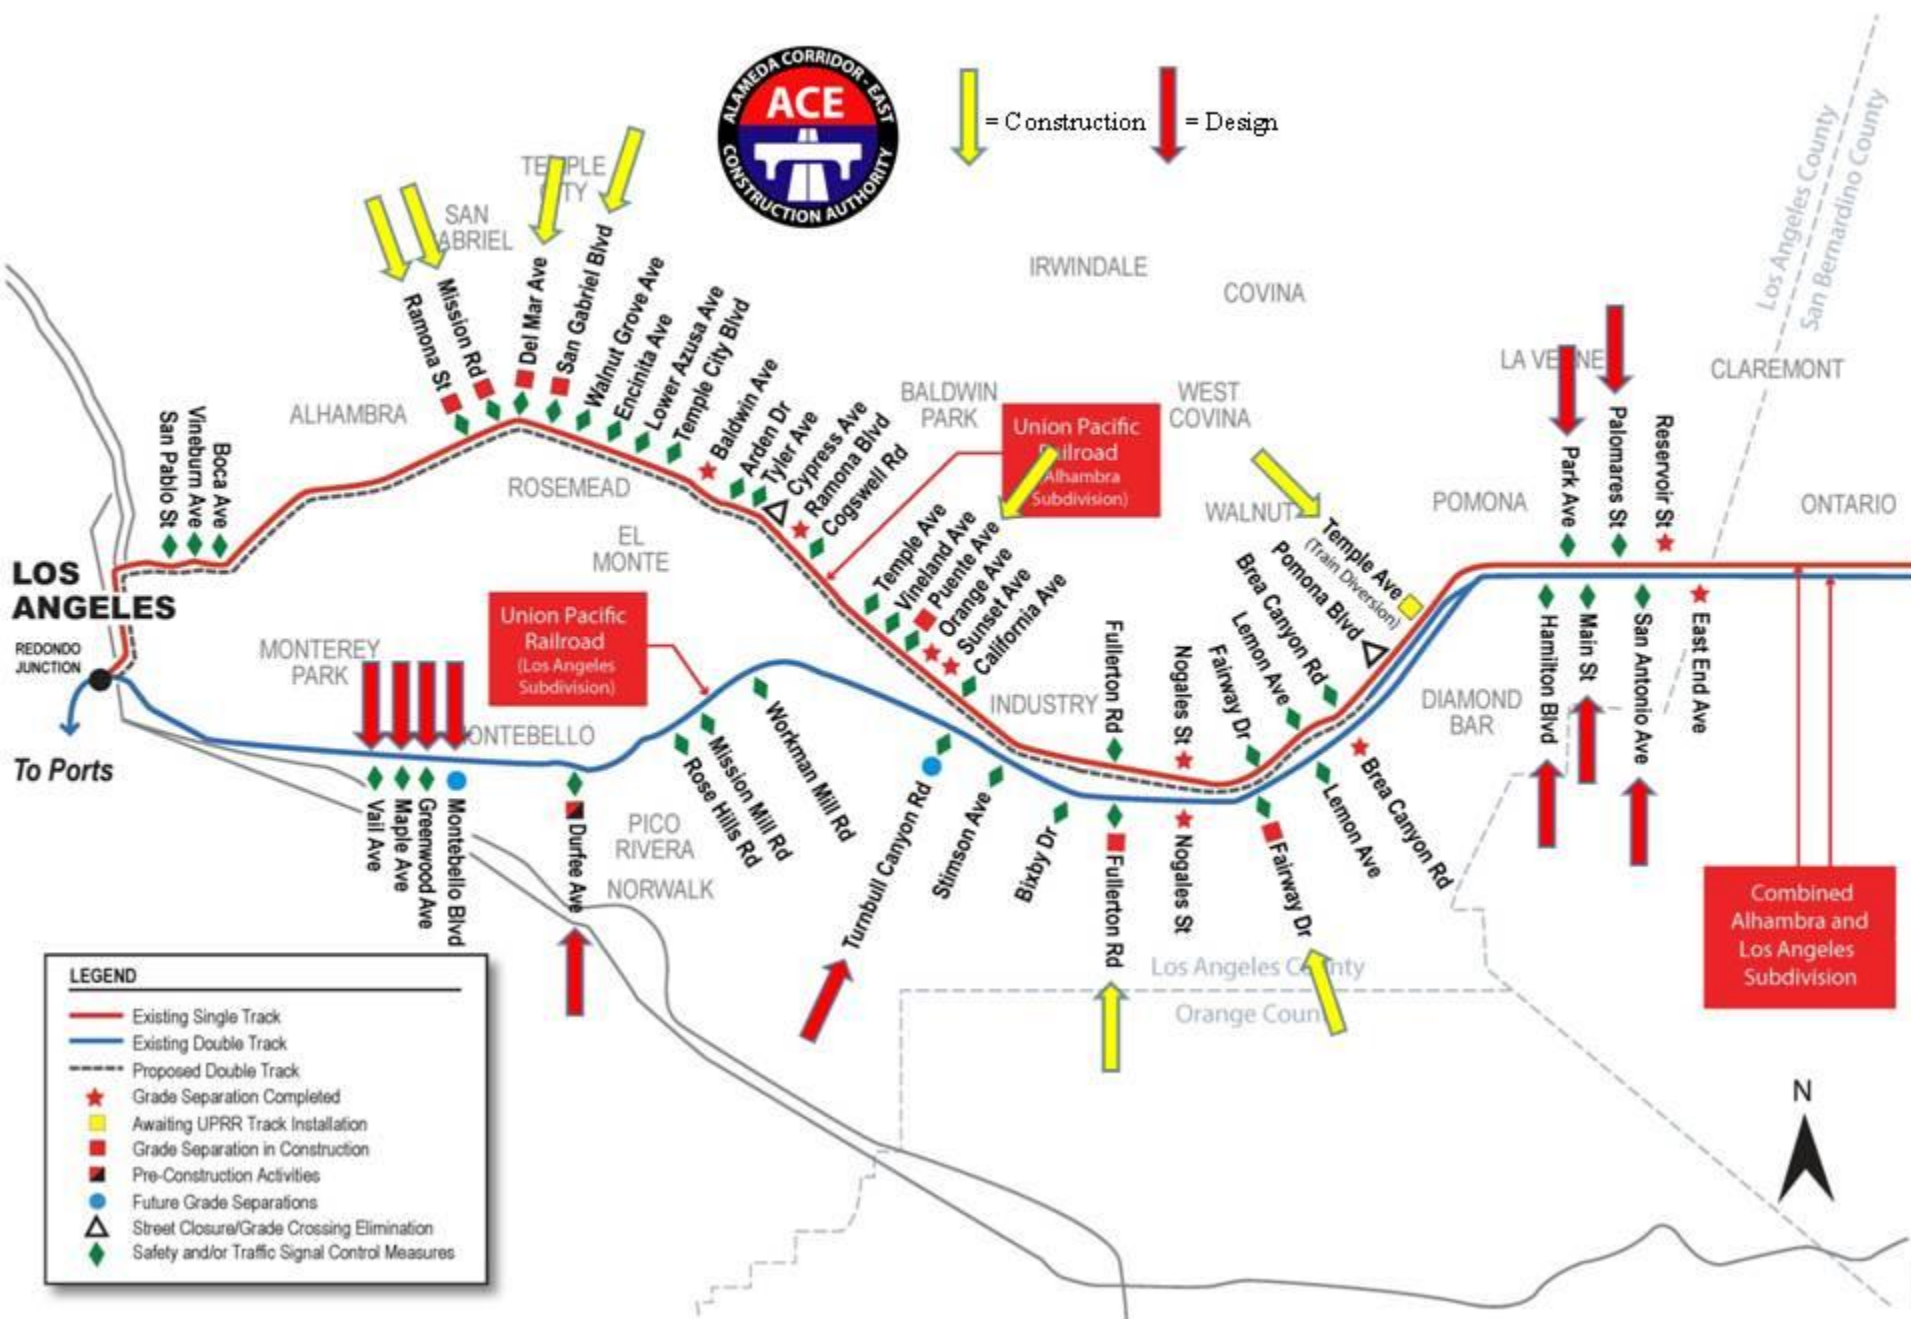 ALAMEDA CORRIDOR - EAST
ACE
CONSTRUCTION AUTHORITY
= Construction
= Design
SAN
GABRIEL
TEMPLE
CITY
IRWINDALE
COVINA
LA VERNE
CLAREMONT
Los Angeles County
San Bernardino County
ALHAMBRA
ROSEMEAD
EL
MONTE
BALDWIN
PARK
WEST
COVINA
WALNUT
POMONA
ONTARIO
San Pablo St
Vineburn Ave
Boca Ave
Ramona St
Mission Rd
Del Mar Ave
San Gabriel Blvd
Walnut Grove Ave
Encinita Ave
Lower Azusa Ave
Temple City Blvd
Baldwin Ave
Arden Dr
Tyler Ave
Cypress Ave
Ramona Blvd
Cogswell Rd
Union Pacific
Railroad
(Alhambra
Subdivision)
Temple Ave
Vineland Ave
Puente Ave
Orange Ave
Sunset Ave
California Ave
Fullerton Rd
Nogales St
Fairway Dr
Lemon Ave
Brea Canyon Rd
Pomona Blvd
Temple Ave
(Train Diversion)
Park Ave
Palomares St
Reservoir St
LOS
ANGELES
REDONDO
JUNCTION
To Ports
MONTEREY
PARK
Union Pacific
Railroad
(Los Angeles
Subdivision)
MONTEBELLO
INDUSTRY
DIAMOND
BAR
PICO
RIVERA
NORWALK
Vail Ave
Maple Ave
Greenwood Ave
Montebello Blvd
Durfee Ave
Rose Hills Rd
Mission Mill Rd
Workman Mill Rd
Turnbull Canyon Rd
Stimson Ave
Bixby Dr
Fullerton Rd
Nogales St
Fairway Dr
Lemon Ave
Brea Canyon Rd
Hamilton Blvd
Main St
San Antonio Ave
East End Ave
Combined
Alhambra and
Los Angeles
Subdivision
Los Angeles County
Orange County
LEGEND
Existing Single Track
Existing Double Track
Proposed Double Track
Grade Separation Completed
Awaiting UPRR Track Installation
Grade Separation in Construction
Pre-Construction Activities
Future Grade Separations
Street Closure/Grade Crossing Elimination
Safety and/or Traffic Signal Control Measures
N